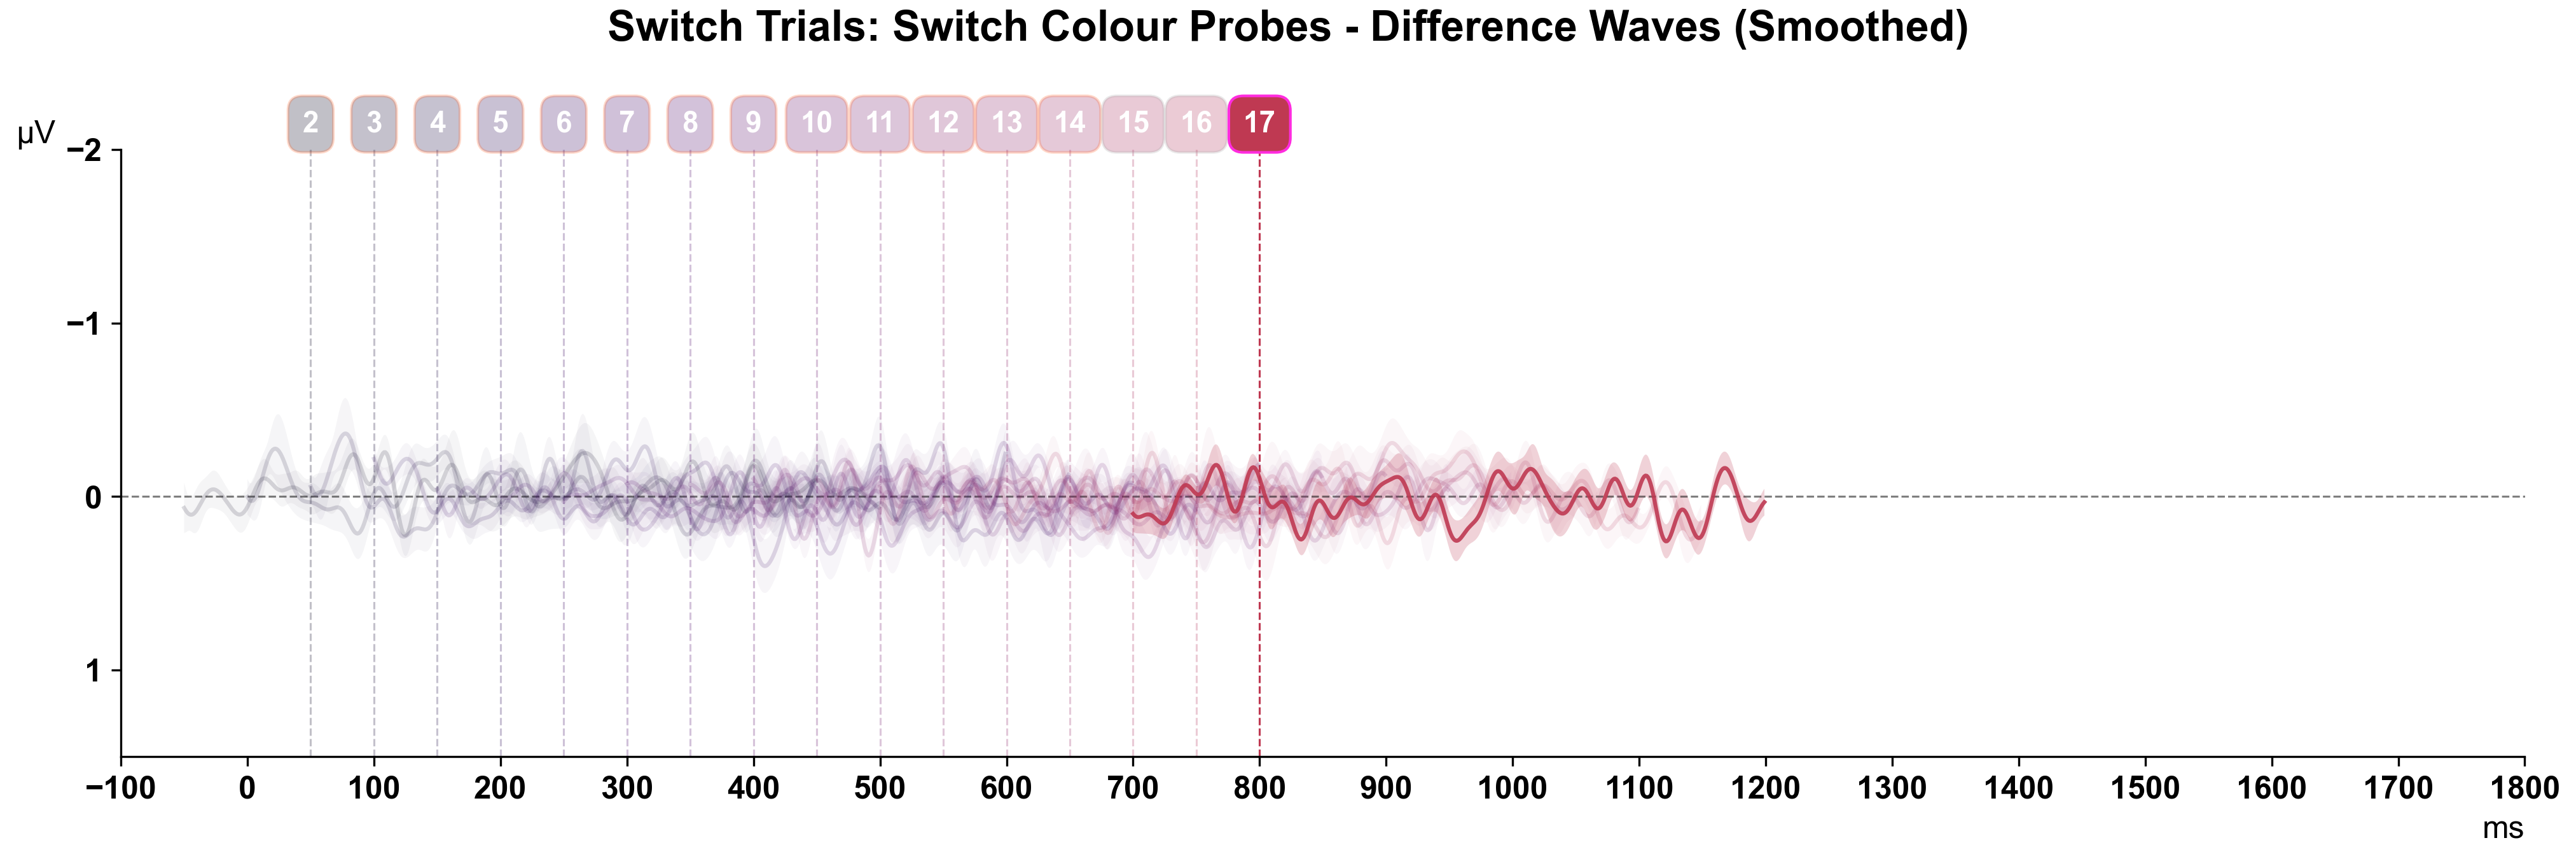 Switch Trials: Switch Colour Probes - Difference Waves (Smoothed)
2 3 4 5 6 7 8 9 10 11 12 13 14 15 16 17
µV
−2
−1
0
1
−100 0 100 200 300 400 500 600 700 800 900 1000 1100 1200 1300 1400 1500 1600 1700 1800
ms